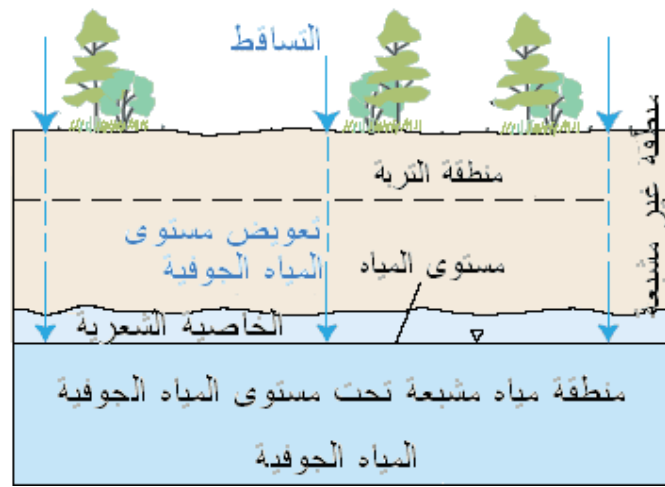 التساقط
منطقة التربة
تعويض مستوى
المياه الجوفية
مستوى المياه
الخاصية الشعرية
منطقة غير مشبعة
منطقة مياه مشبعة تحت مستوى المياه الجوفية
المياه الجوفية